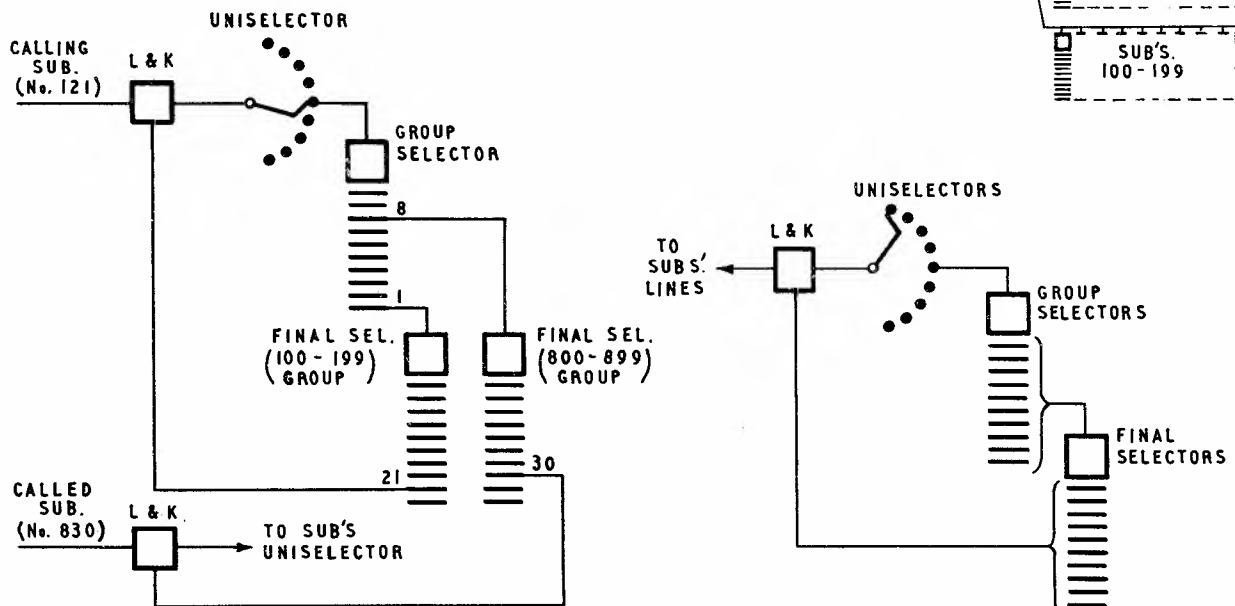 UNISELECTOR
CALLING
SUB.
(No. 121)
L & K
GROUP
SELECTOR
8
1
FINAL SEL.
(100-199)
GROUP
FINAL SEL.
(800-899)
GROUP
21
30
CALLED
SUB.
(No. 830)
L & K
TO SUB'S
UNISELECTOR
SUB'S.
100-199
UNISELECTORS
L & K
TO
SUBS'.
LINES
GROUP
SELECTORS
FINAL
SELECTORS